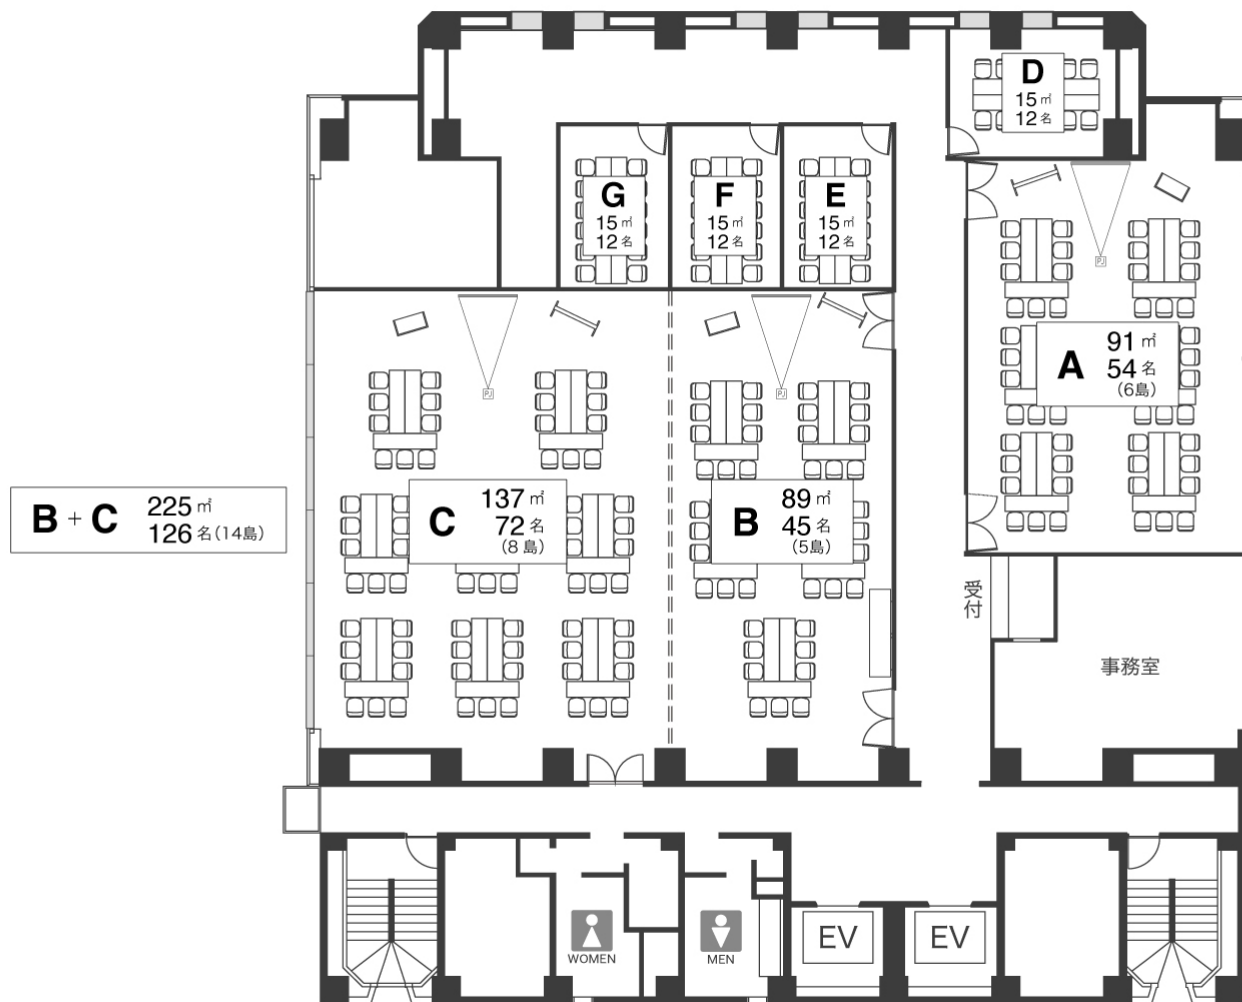 D
15㎡
12名
G
15㎡
12名
F
15㎡
12名
E
15㎡
12名
PJ
A
91㎡
54名
(6島)
PJ
PJ
B + C
225㎡
126名(14島)
C
137㎡
72名
(8島)
B
89㎡
45名
(5島)
受付
事務室
WOMEN
MEN
EV
EV